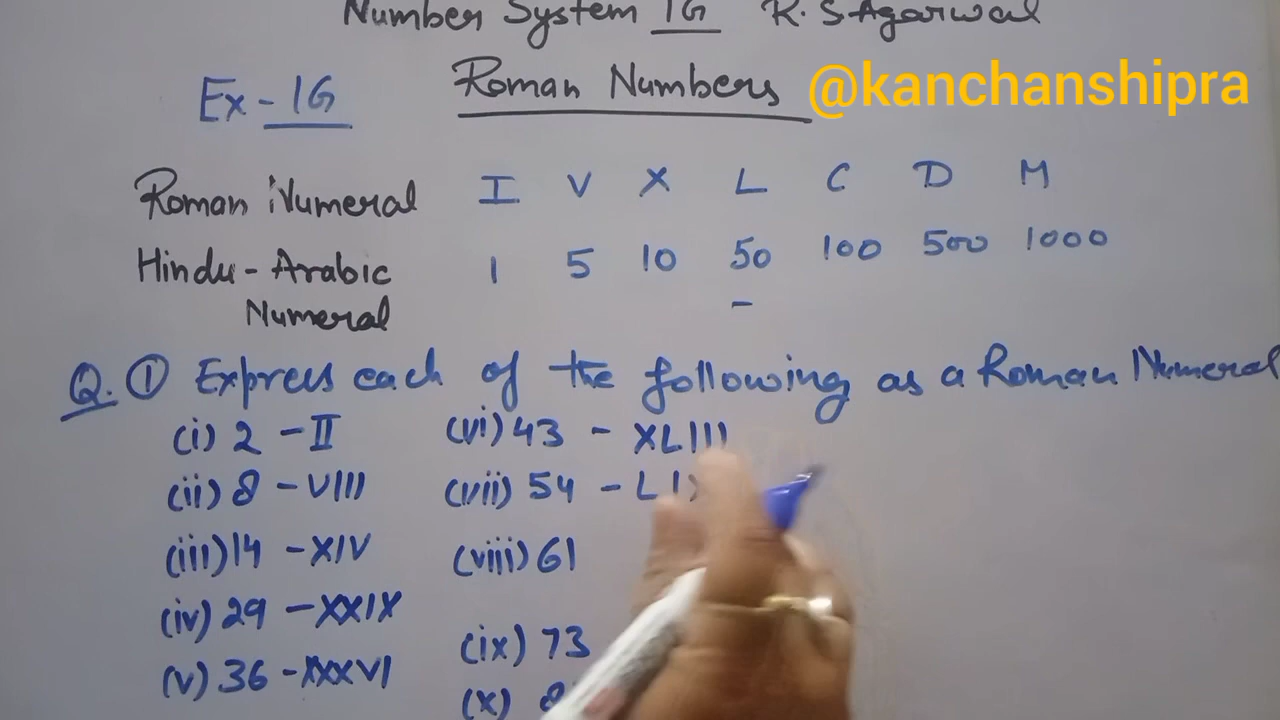 Number System 1G R.S Agarwal
Ex - 1G Roman Numbers @kanchanshipra
Roman Numeral I V X L C D M
Hindu - Arabic Numeral 1 5 10 50 100 500 1000
Q. ① Express each of the following as a Roman Numeral
(i) 2 - II (vi) 43 - XLIII
(ii) 8 - VIII (vii) 54 - L
(iii) 14 - XIV (viii) 61
(iv) 29 - XXIX (ix) 73
(v) 36 - XXXVI (x)